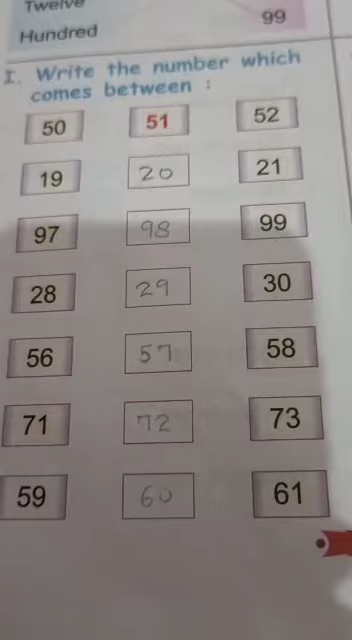 Twelve
99
Hundred
I. Write the number which
comes between :
50 51 52
19 20 21
97 98 99
28 29 30
56 57 58
71 72 73
59 60 61